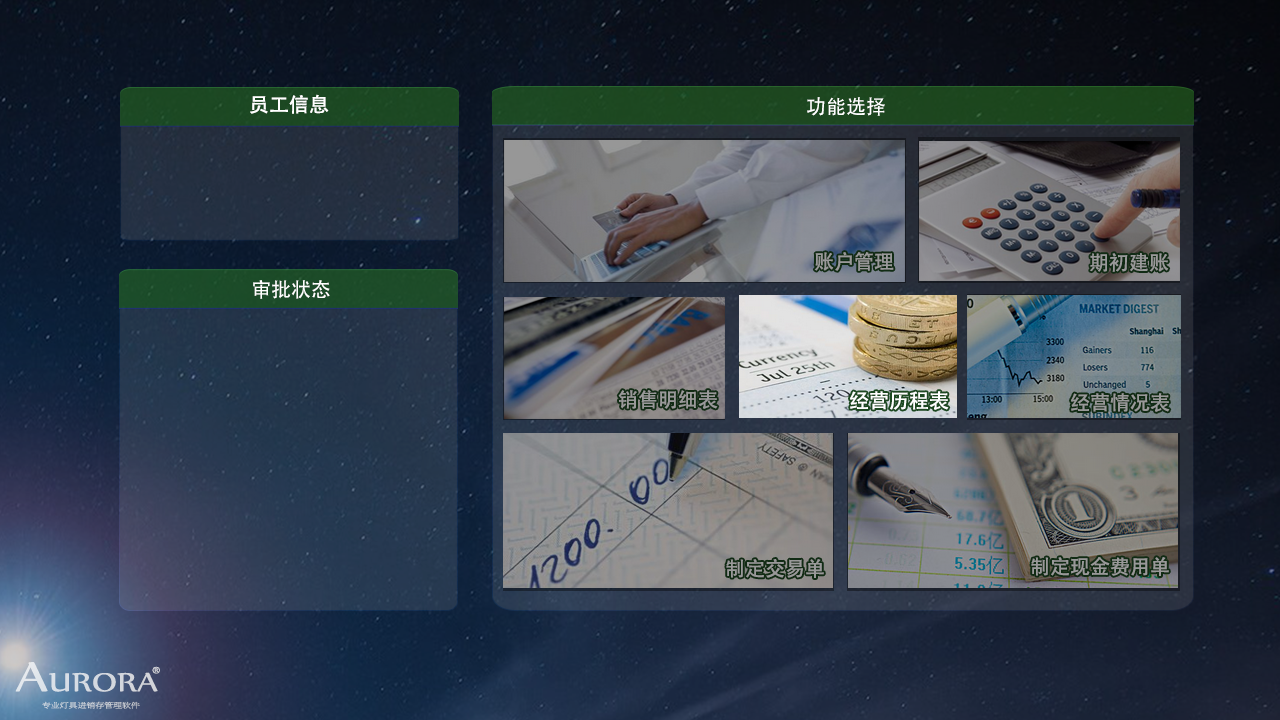 员工信息
功能选择
账户管理
期初建账
审批状态
销售明细表
Currency
Jul 25th
120
经营历程表
0
MARKET DIGEST
Shanghai Sh
3300
Gainers 116
2340
Losers 774
3180
Unchanged 5
13:00 15:00
经营情况表
eng
1200. 00
SAFETY
制定交易单
17.6亿
5.35亿
制定现金费用单
AURORA®
专业灯具进销存管理软件